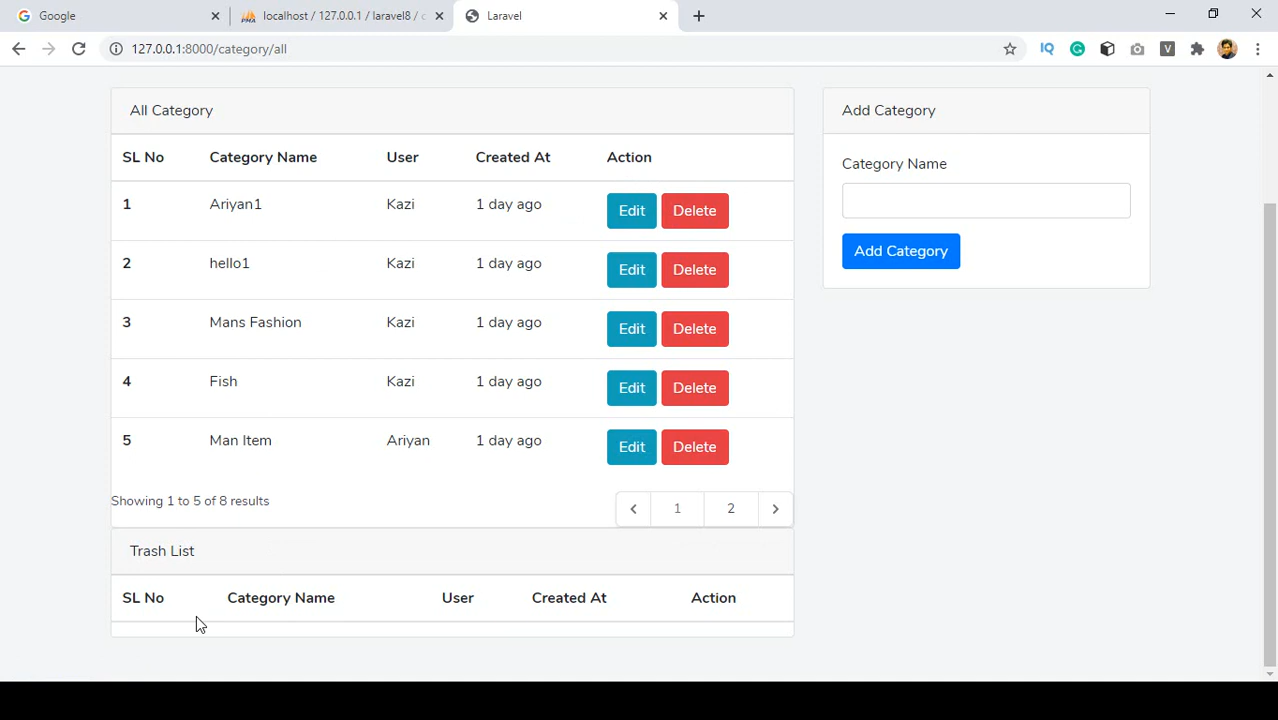 Google
localhost / 127.0.0.1 / laravel8 / c
Laravel
127.0.0.1:8000/category/all
All Category
SL No Category Name User Created At Action
1 Ariyan1 Kazi 1 day ago Edit Delete
2 hello1 Kazi 1 day ago Edit Delete
3 Mans Fashion Kazi 1 day ago Edit Delete
4 Fish Kazi 1 day ago Edit Delete
5 Man Item Ariyan 1 day ago Edit Delete
Showing 1 to 5 of 8 results
1 2
Trash List
SL No Category Name User Created At Action
Add Category
Category Name
Add Category